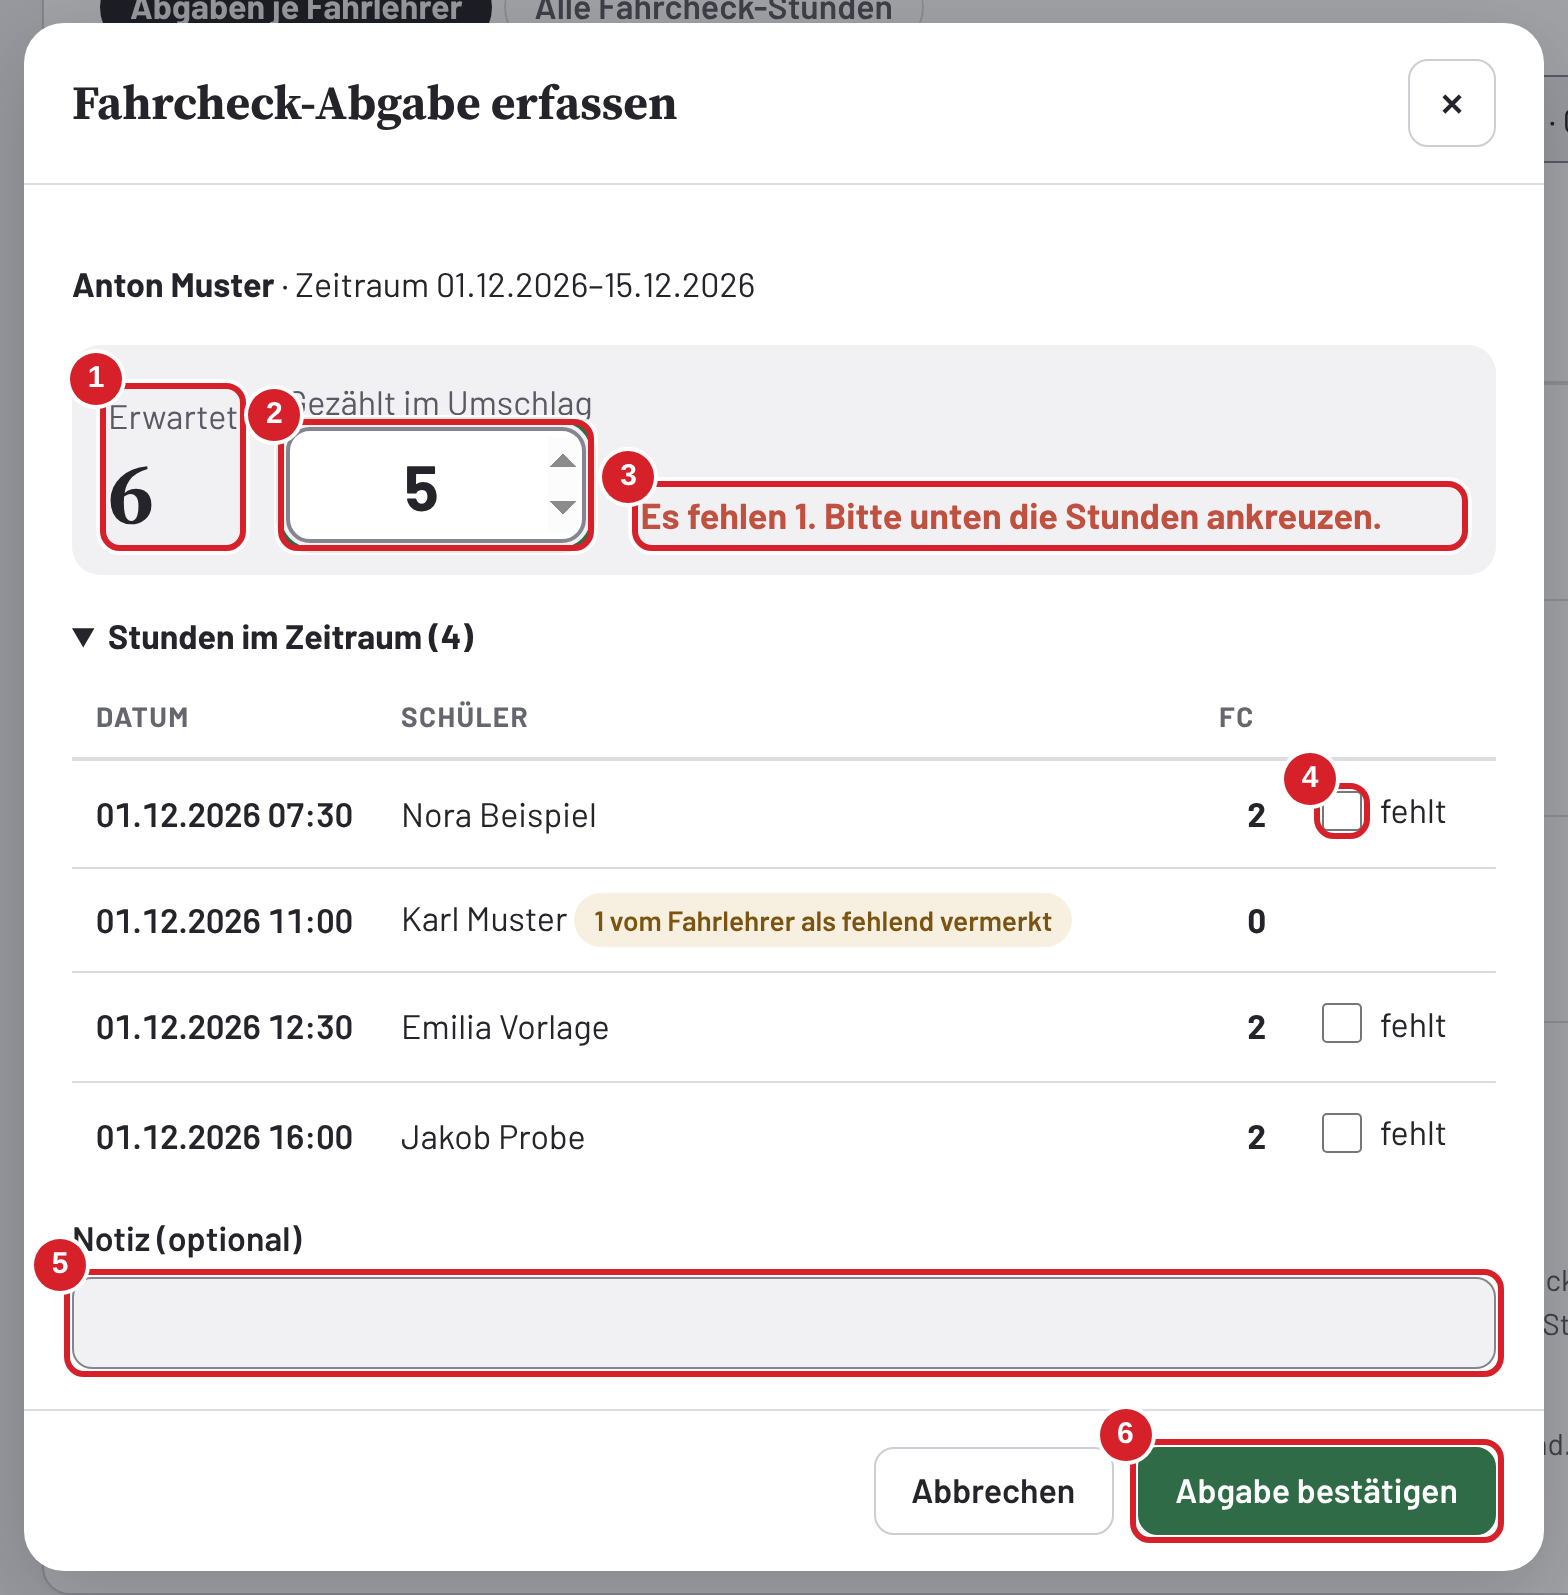 Abgaben je Fahrlehrer
Alle Fahrcheck-Stunden
Fahrcheck-Abgabe erfassen
×
Anton Muster · Zeitraum 01.12.2026–15.12.2026
1
Erwartet
6
2
Gezählt im Umschlag
5
3
Es fehlen 1. Bitte unten die Stunden ankreuzen.
▼ Stunden im Zeitraum (4)
DATUM SCHÜLER FC
4
01.12.2026 07:30 Nora Beispiel 2 fehlt
01.12.2026 11:00 Karl Muster 1 vom Fahrlehrer als fehlend vermerkt 0
01.12.2026 12:30 Emilia Vorlage 2 fehlt
01.12.2026 16:00 Jakob Probe 2 fehlt
Notiz (optional)
5
6
Abbrechen Abgabe bestätigen